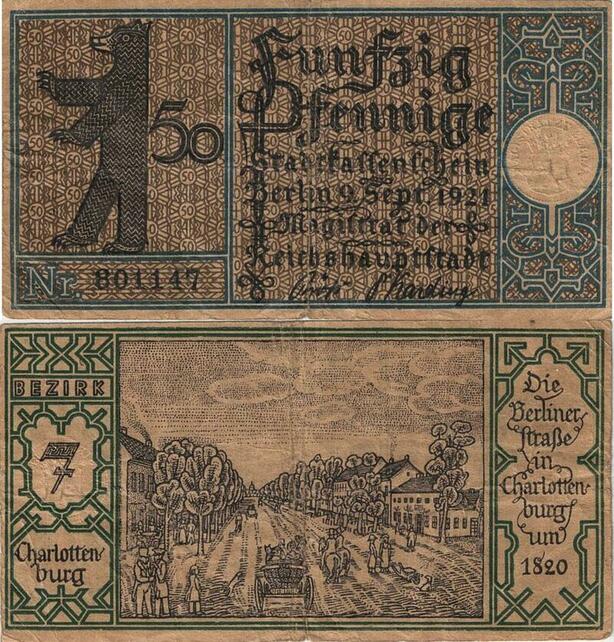 50
Funfzig
Pfennige
Stadtkassenschein
Berlin 9. Sept. 1921
Magistrat der
Reichshauptstadt
Nr. 801147
BEZIRK
7
Charlotten
burg
Die
Berliner
straße
in
Charlotten-
burg
um
1820